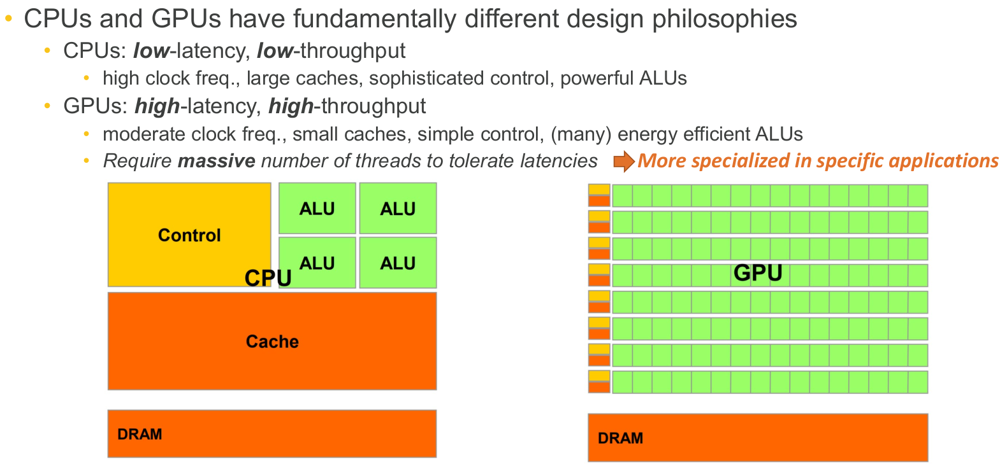 • CPUs and GPUs have fundamentally different design philosophies
• CPUs: low-latency, low-throughput
• high clock freq., large caches, sophisticated control, powerful ALUs
• GPUs: high-latency, high-throughput
• moderate clock freq., small caches, simple control, (many) energy efficient ALUs
• Require massive number of threads to tolerate latencies More specialized in specific applications
Control
ALU ALU
ALU ALU
CPU
Cache
DRAM
GPU
DRAM